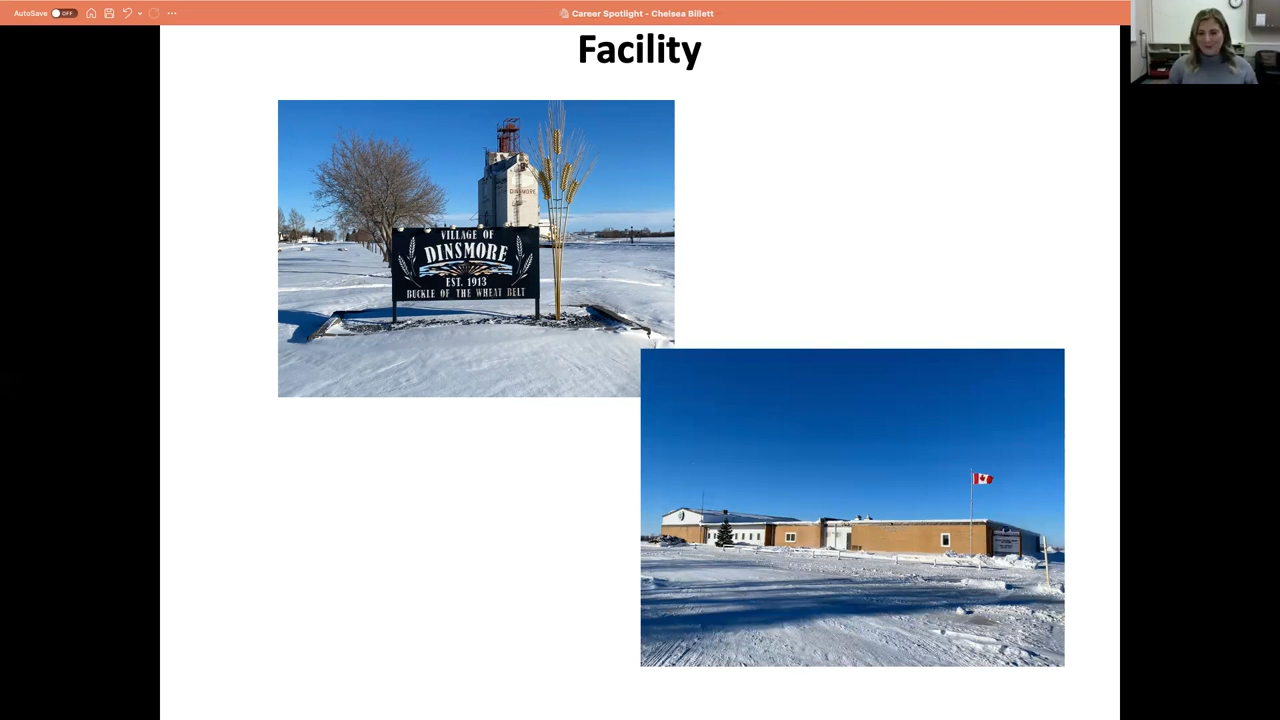 AutoSave OFF
Career Spotlight - Chelsea Billett
Facility
DINSMORE
VILLAGE OF
DINSMORE
EST. 1913
BUCKLE OF THE WHEAT BELT